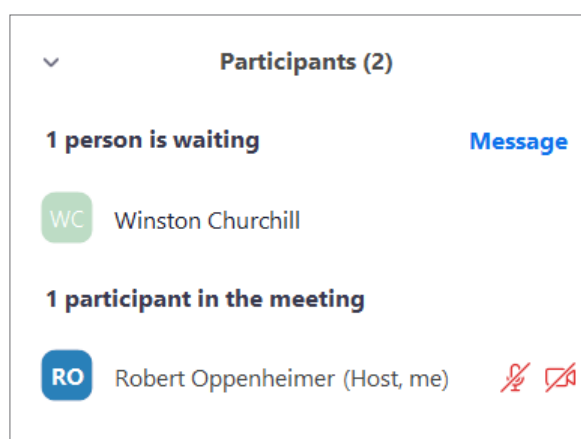 Participants (2)
1 person is waiting Message
WC Winston Churchill
1 participant in the meeting
RO Robert Oppenheimer (Host, me)